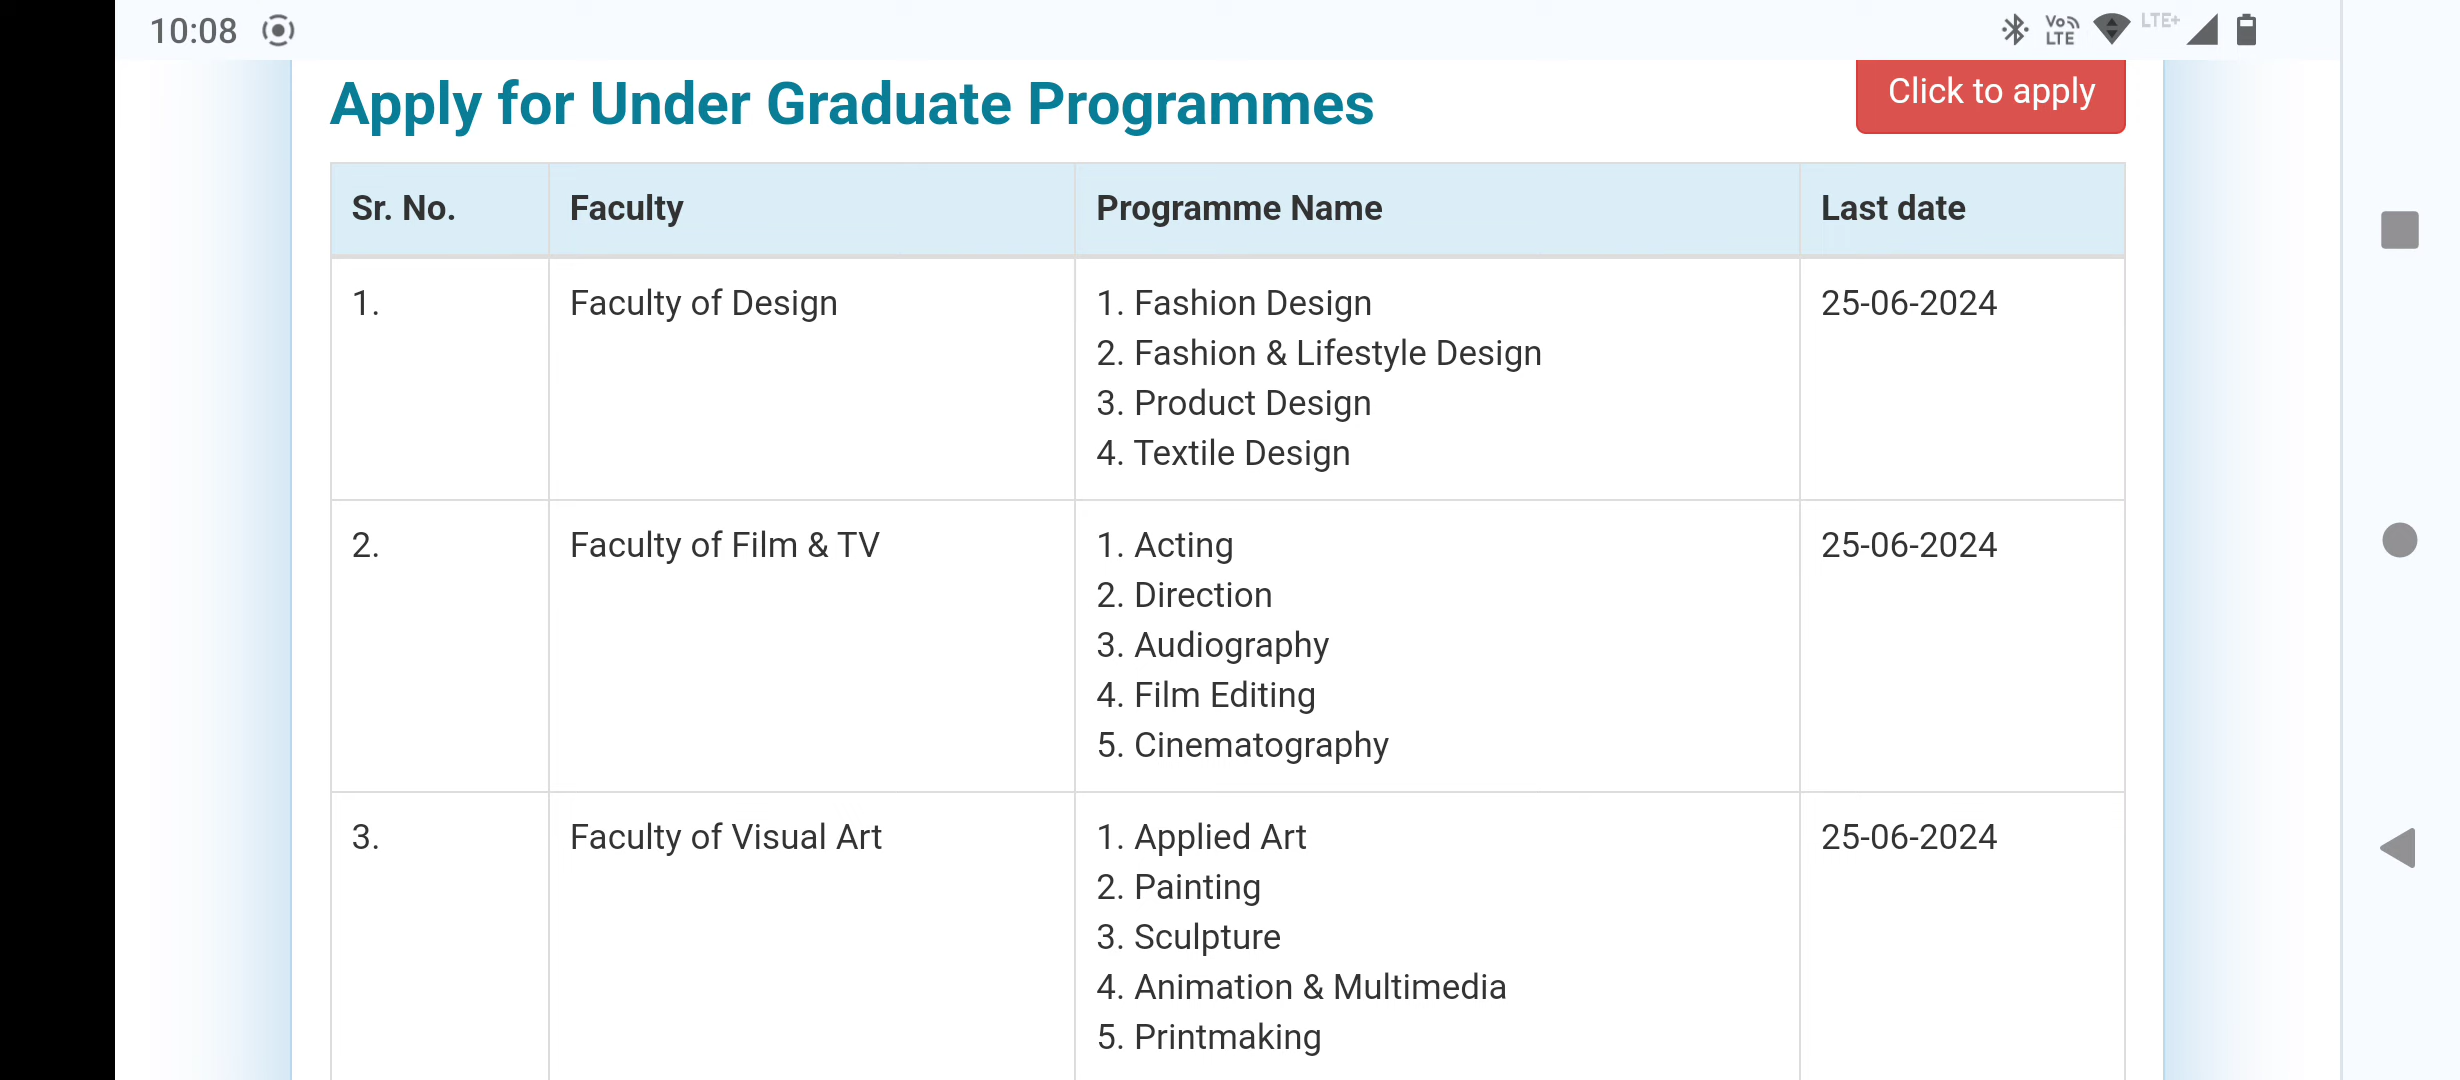 10:08
Vo LTE
LTE+
Apply for Under Graduate Programmes
Click to apply
Sr. No. Faculty Programme Name Last date
1. Faculty of Design 1. Fashion Design 25-06-2024
2. Fashion & Lifestyle Design
3. Product Design
4. Textile Design
2. Faculty of Film & TV 1. Acting 25-06-2024
2. Direction
3. Audiography
4. Film Editing
5. Cinematography
3. Faculty of Visual Art 1. Applied Art 25-06-2024
2. Painting
3. Sculpture
4. Animation & Multimedia
5. Printmaking